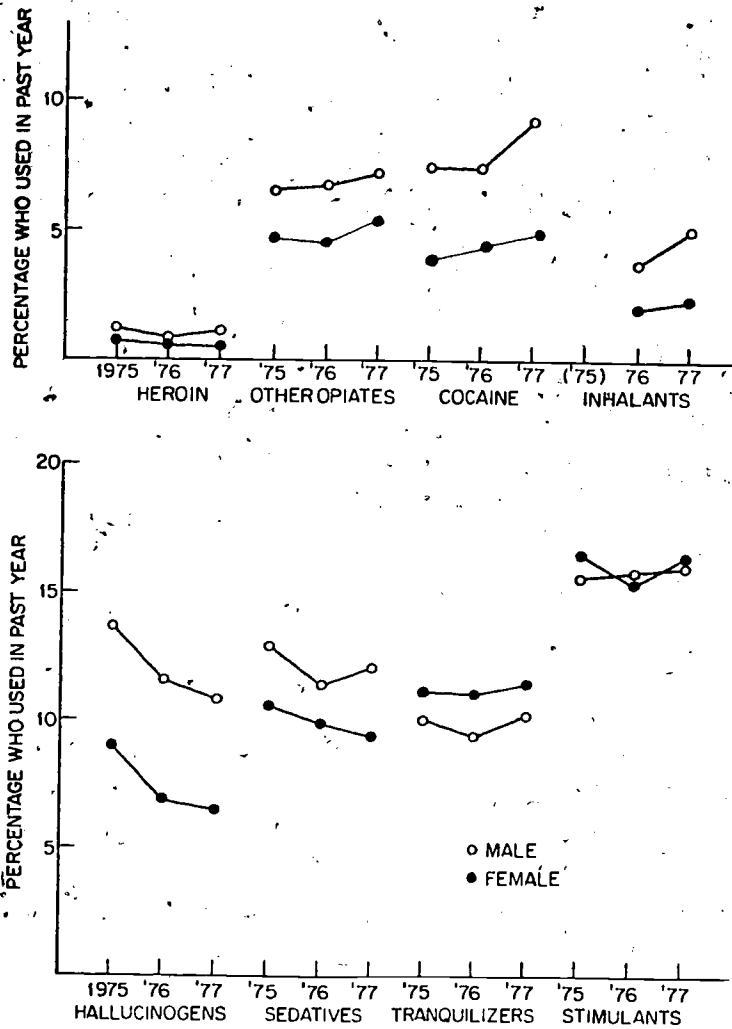 PERCENTAGE WHO USED IN PAST YEAR
10
5
1975 '76 '77 '75 '76 '77 '75 '76 '77 ('75) 76 77
HEROIN OTHER OPIATES COCAINE INHALANTS
PERCENTAGE WHO USED IN PAST YEAR
20
15
10
5
MALE
FEMALE
1975 '76 '77 '75 '76 '77 '75 '76 '77 '75 '76 '77
HALLUCINOGENS SEDATIVES TRANQUILIZERS STIMULANTS